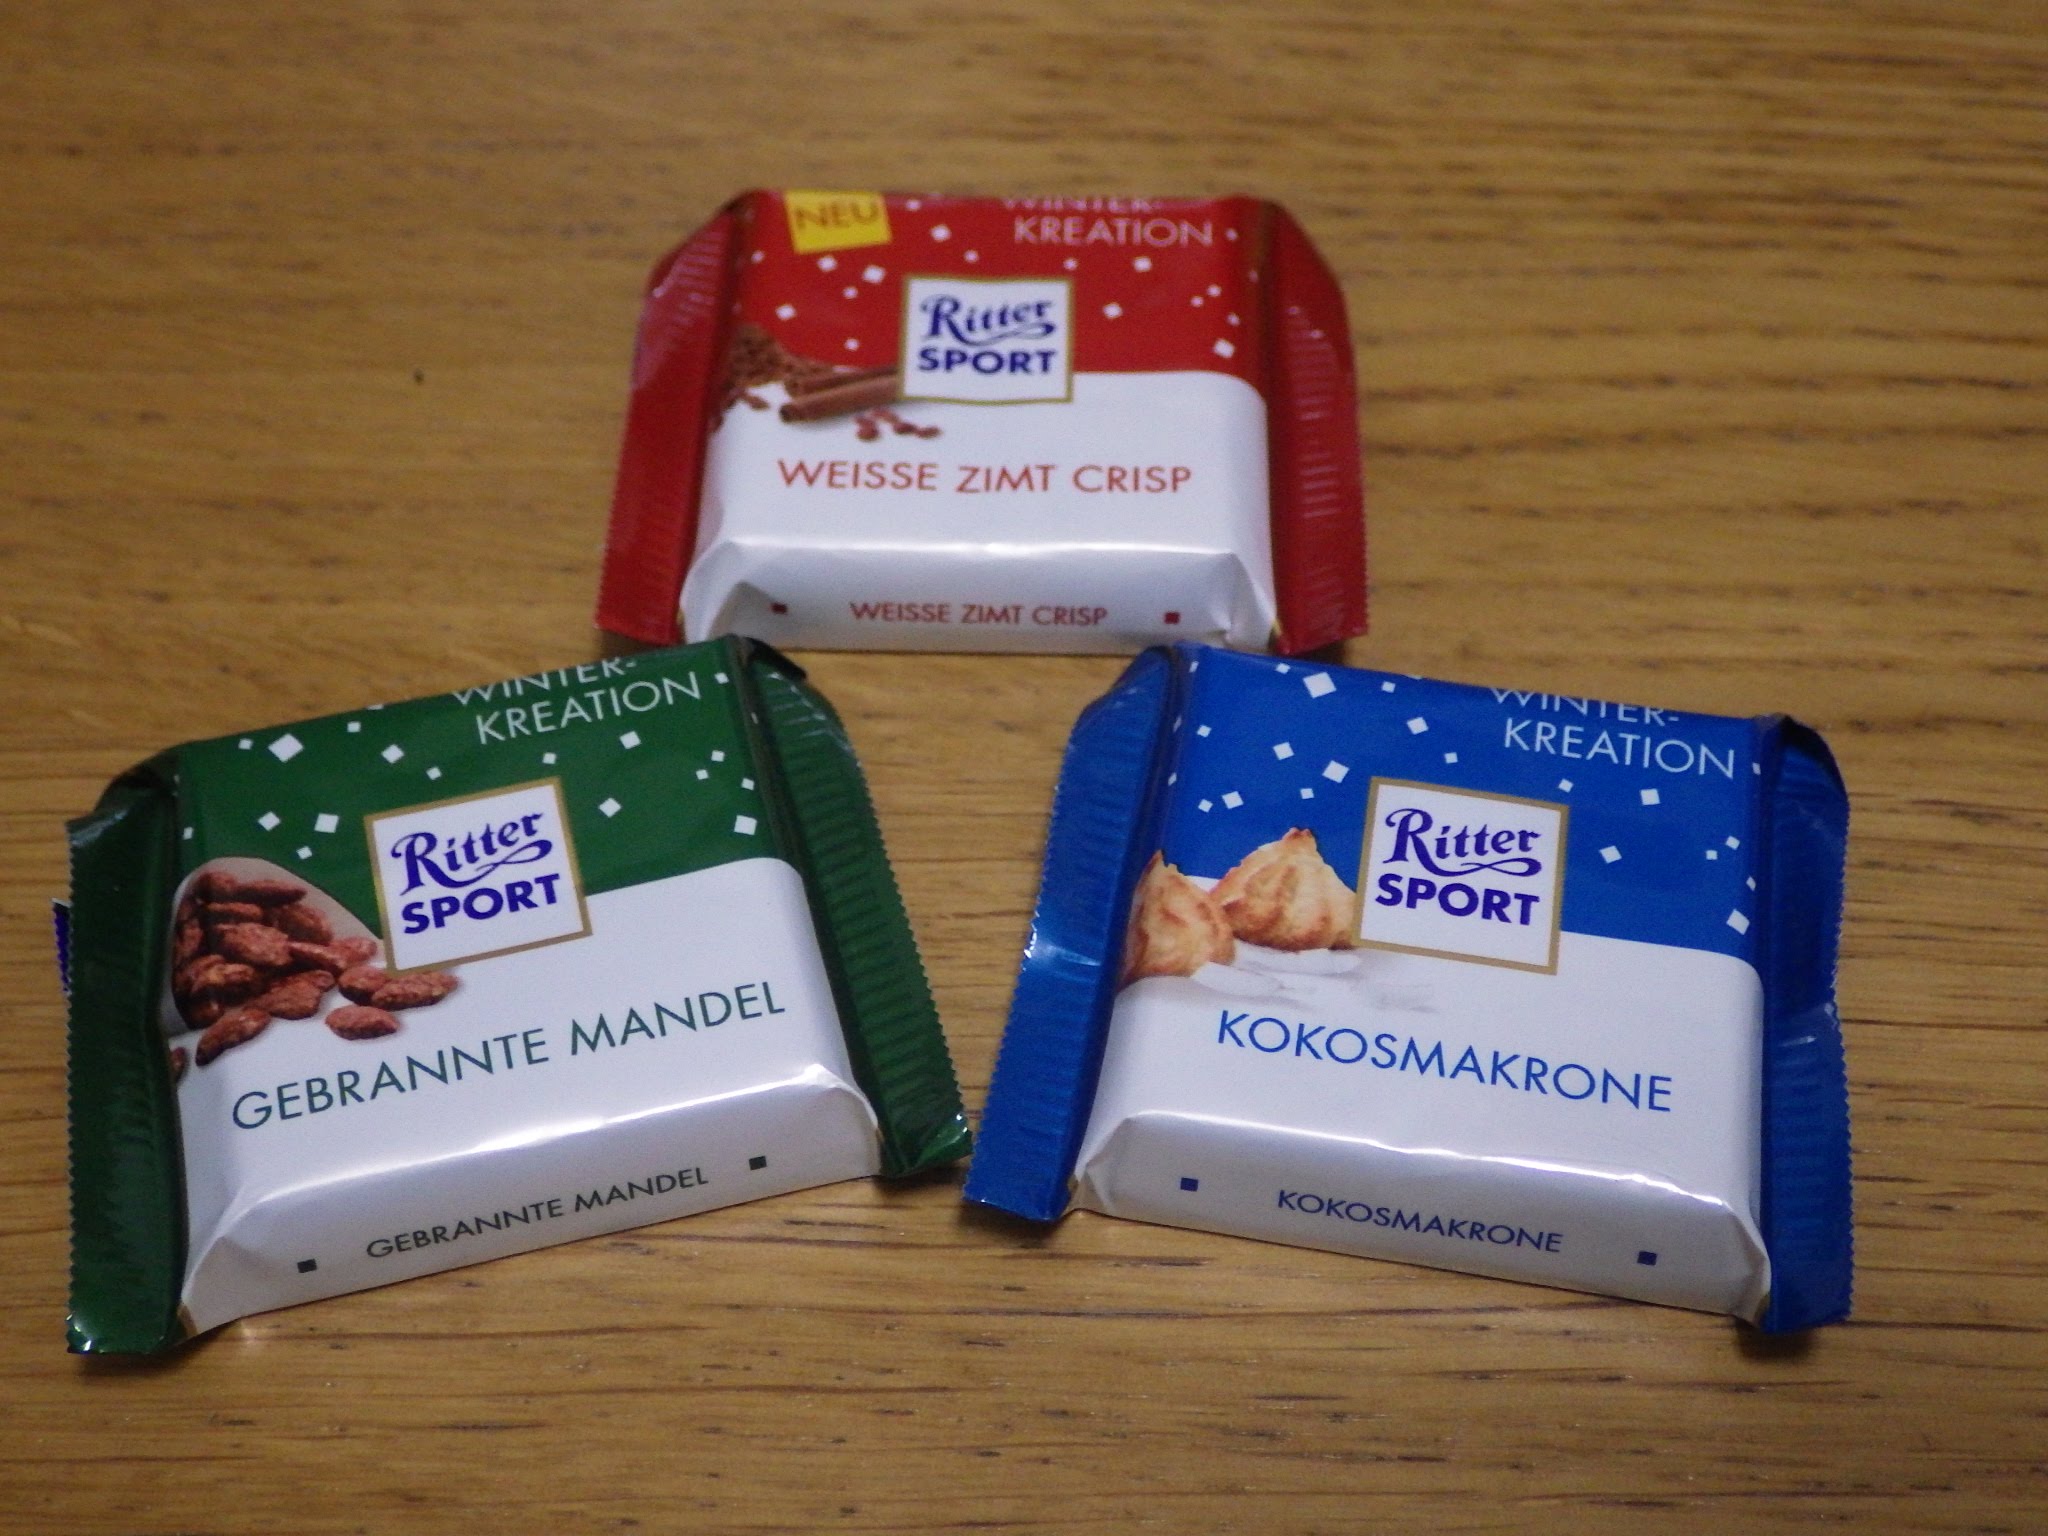 NEU
WINTER-
KREATION
Ritter
SPORT
WEISSE ZIMT CRISP
WEISSE ZIMT CRISP
WINTER-
KREATION
Ritter
SPORT
GEBRANNTE MANDEL
GEBRANNTE MANDEL
WINTER-
KREATION
Ritter
SPORT
KOKOSMAKRONE
KOKOSMAKRONE